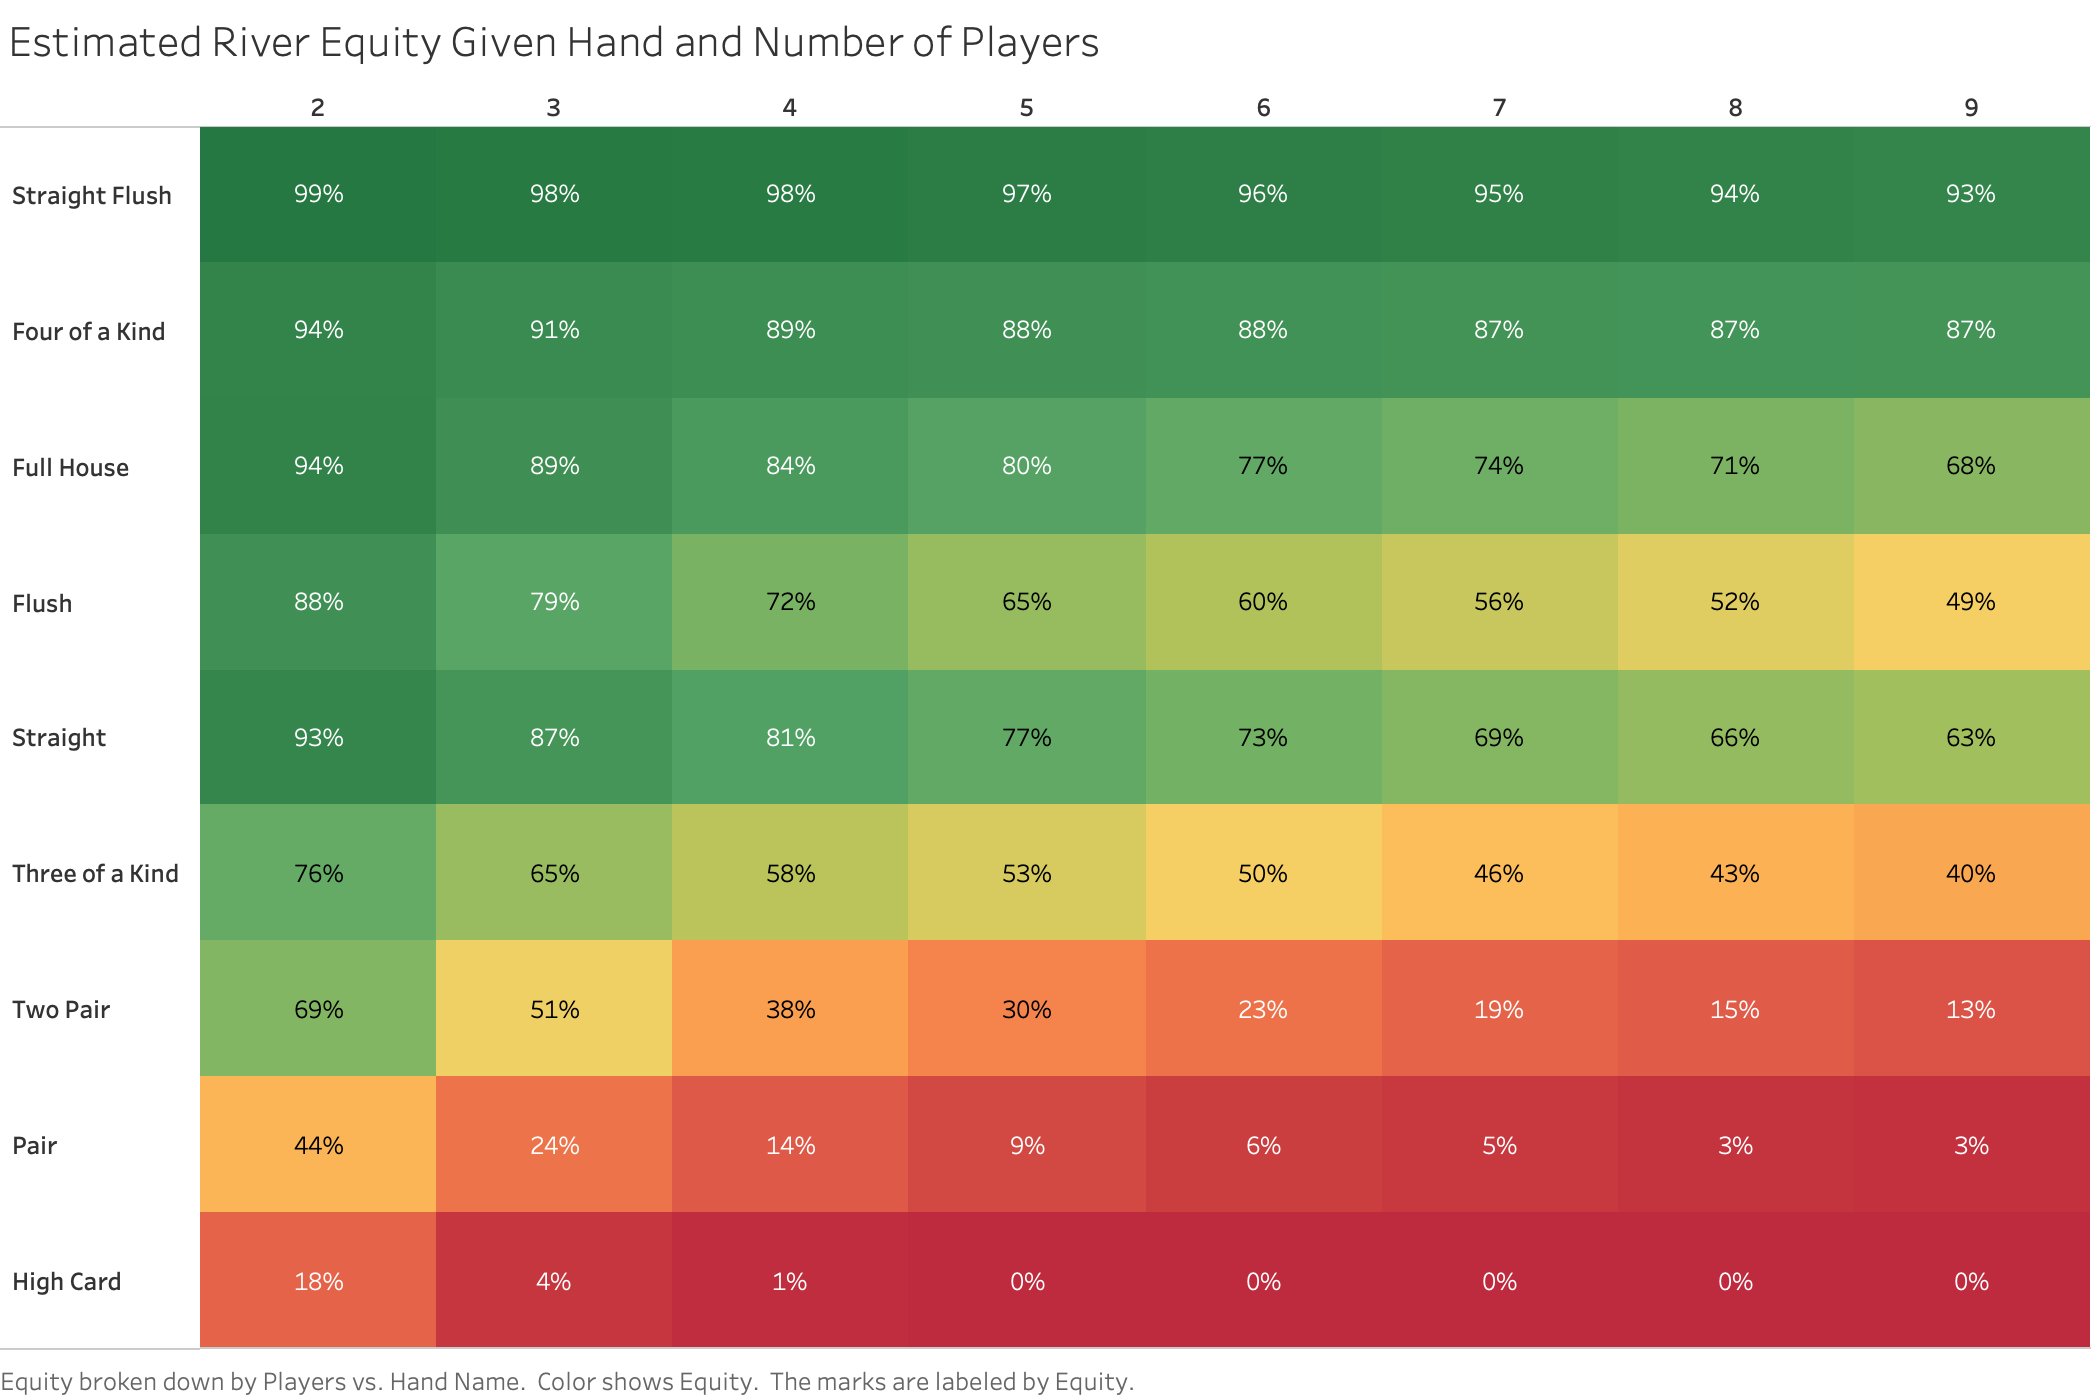 Estimated River Equity Given Hand and Number of Players
2 3 4 5 6 7 8 9
Straight Flush 99% 98% 98% 97% 96% 95% 94% 93%
Four of a Kind 94% 91% 89% 88% 88% 87% 87% 87%
Full House 94% 89% 84% 80% 77% 74% 71% 68%
Flush 88% 79% 72% 65% 60% 56% 52% 49%
Straight 93% 87% 81% 77% 73% 69% 66% 63%
Three of a Kind 76% 65% 58% 53% 50% 46% 43% 40%
Two Pair 69% 51% 38% 30% 23% 19% 15% 13%
Pair 44% 24% 14% 9% 6% 5% 3% 3%
High Card 18% 4% 1% 0% 0% 0% 0% 0%
Equity broken down by Players vs. Hand Name.  Color shows Equity.  The marks are labeled by Equity.